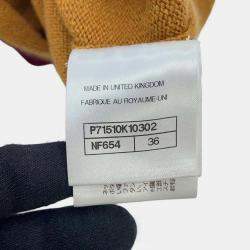 MADE IN UNITED KINGDOM
FABRIQUE AU ROYAUME-UNI
P71510K10302
NF654 36